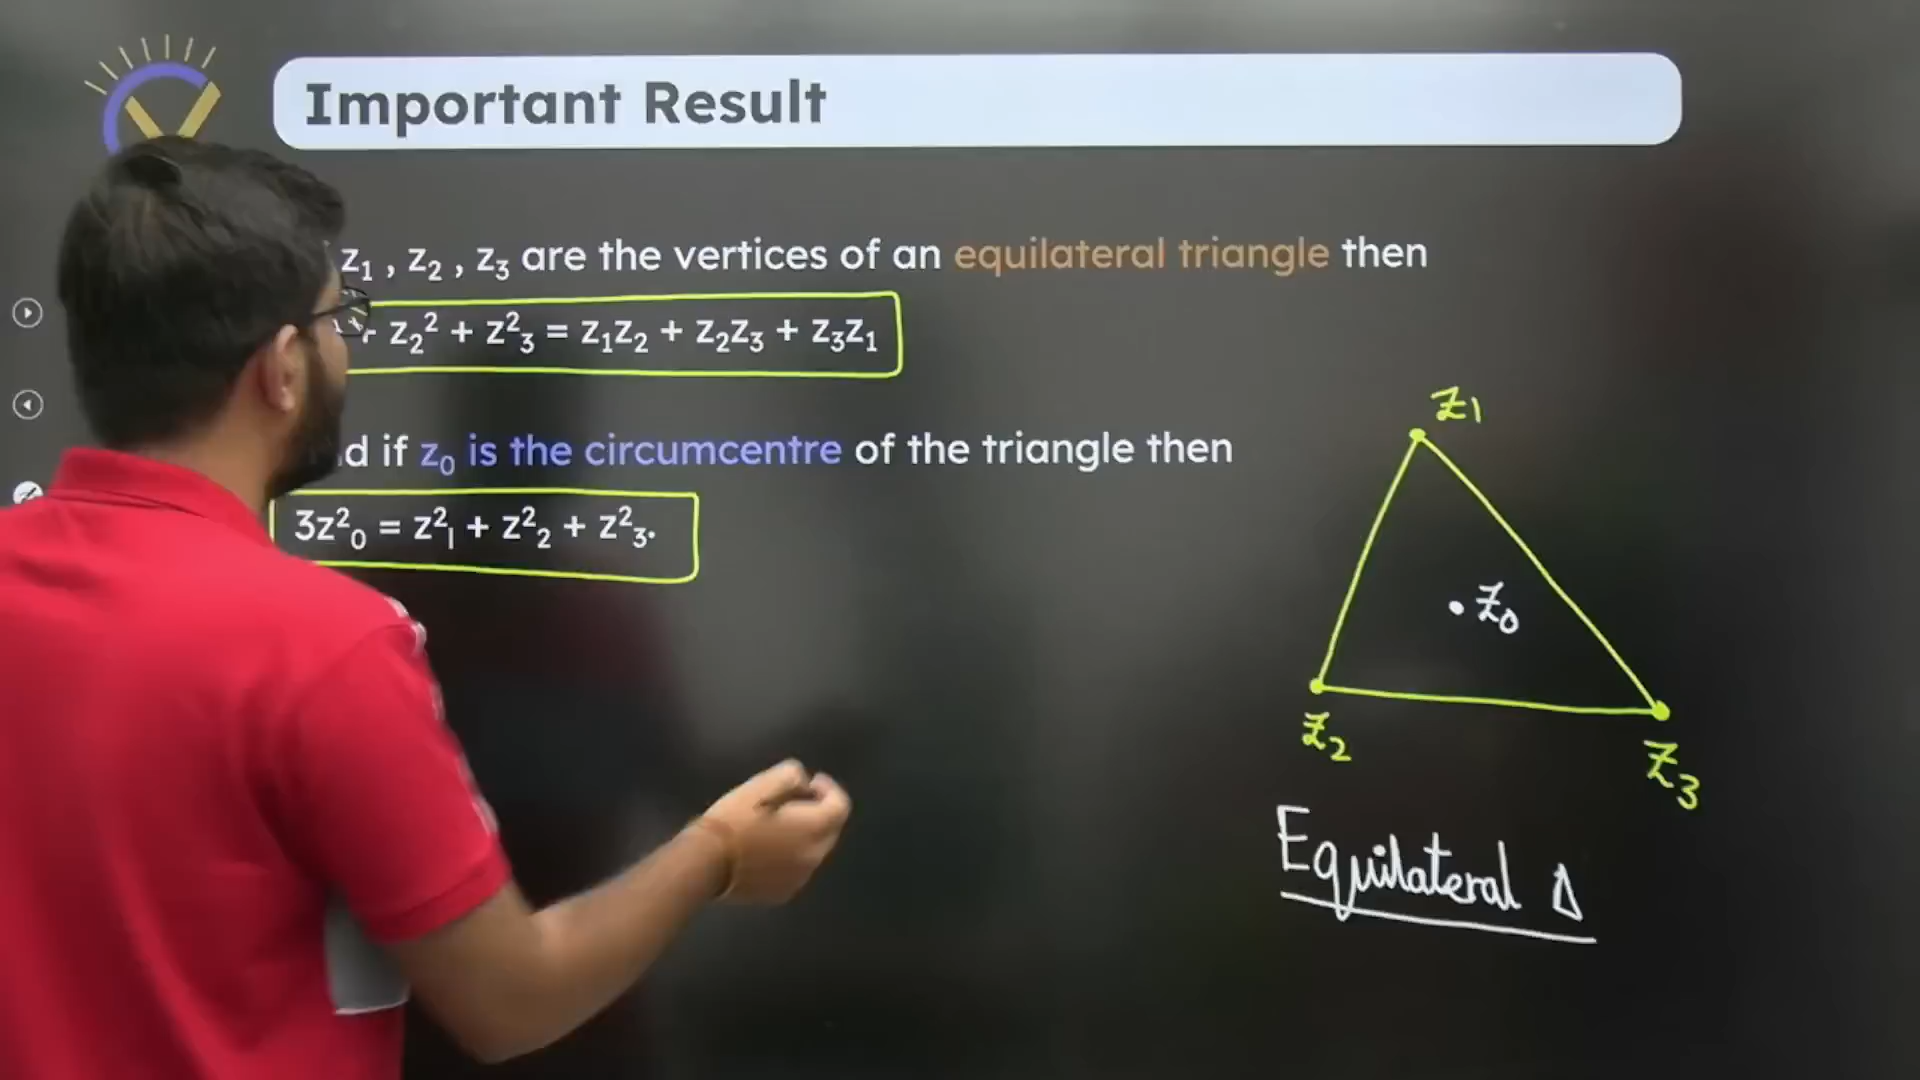 Important Result
z₁ , z₂ , z₃ are the vertices of an equilateral triangle then
+ z₂² + z²₃ = z₁z₂ + z₂z₃ + z₃z₁
if z₀ is the circumcentre of the triangle then
3z²₀ = z²₁ + z²₂ + z²₃.
z₁
z₀
z₂
z₃
Equilateral Δ